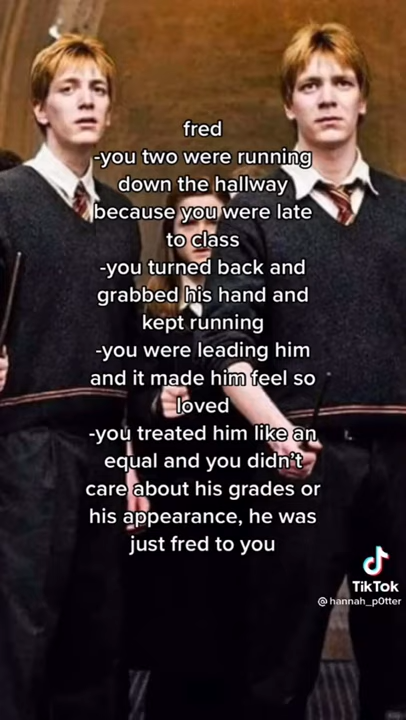 fred
-you two were running
down the hallway
because you were late
to class
-you turned back and
grabbed his hand and
kept running
-you were leading him
and it made him feel so
loved
-you treated him like an
equal and you didn't
care about his grades or
his appearance, he was
just fred to you
TikTok
@hannah_p0tter